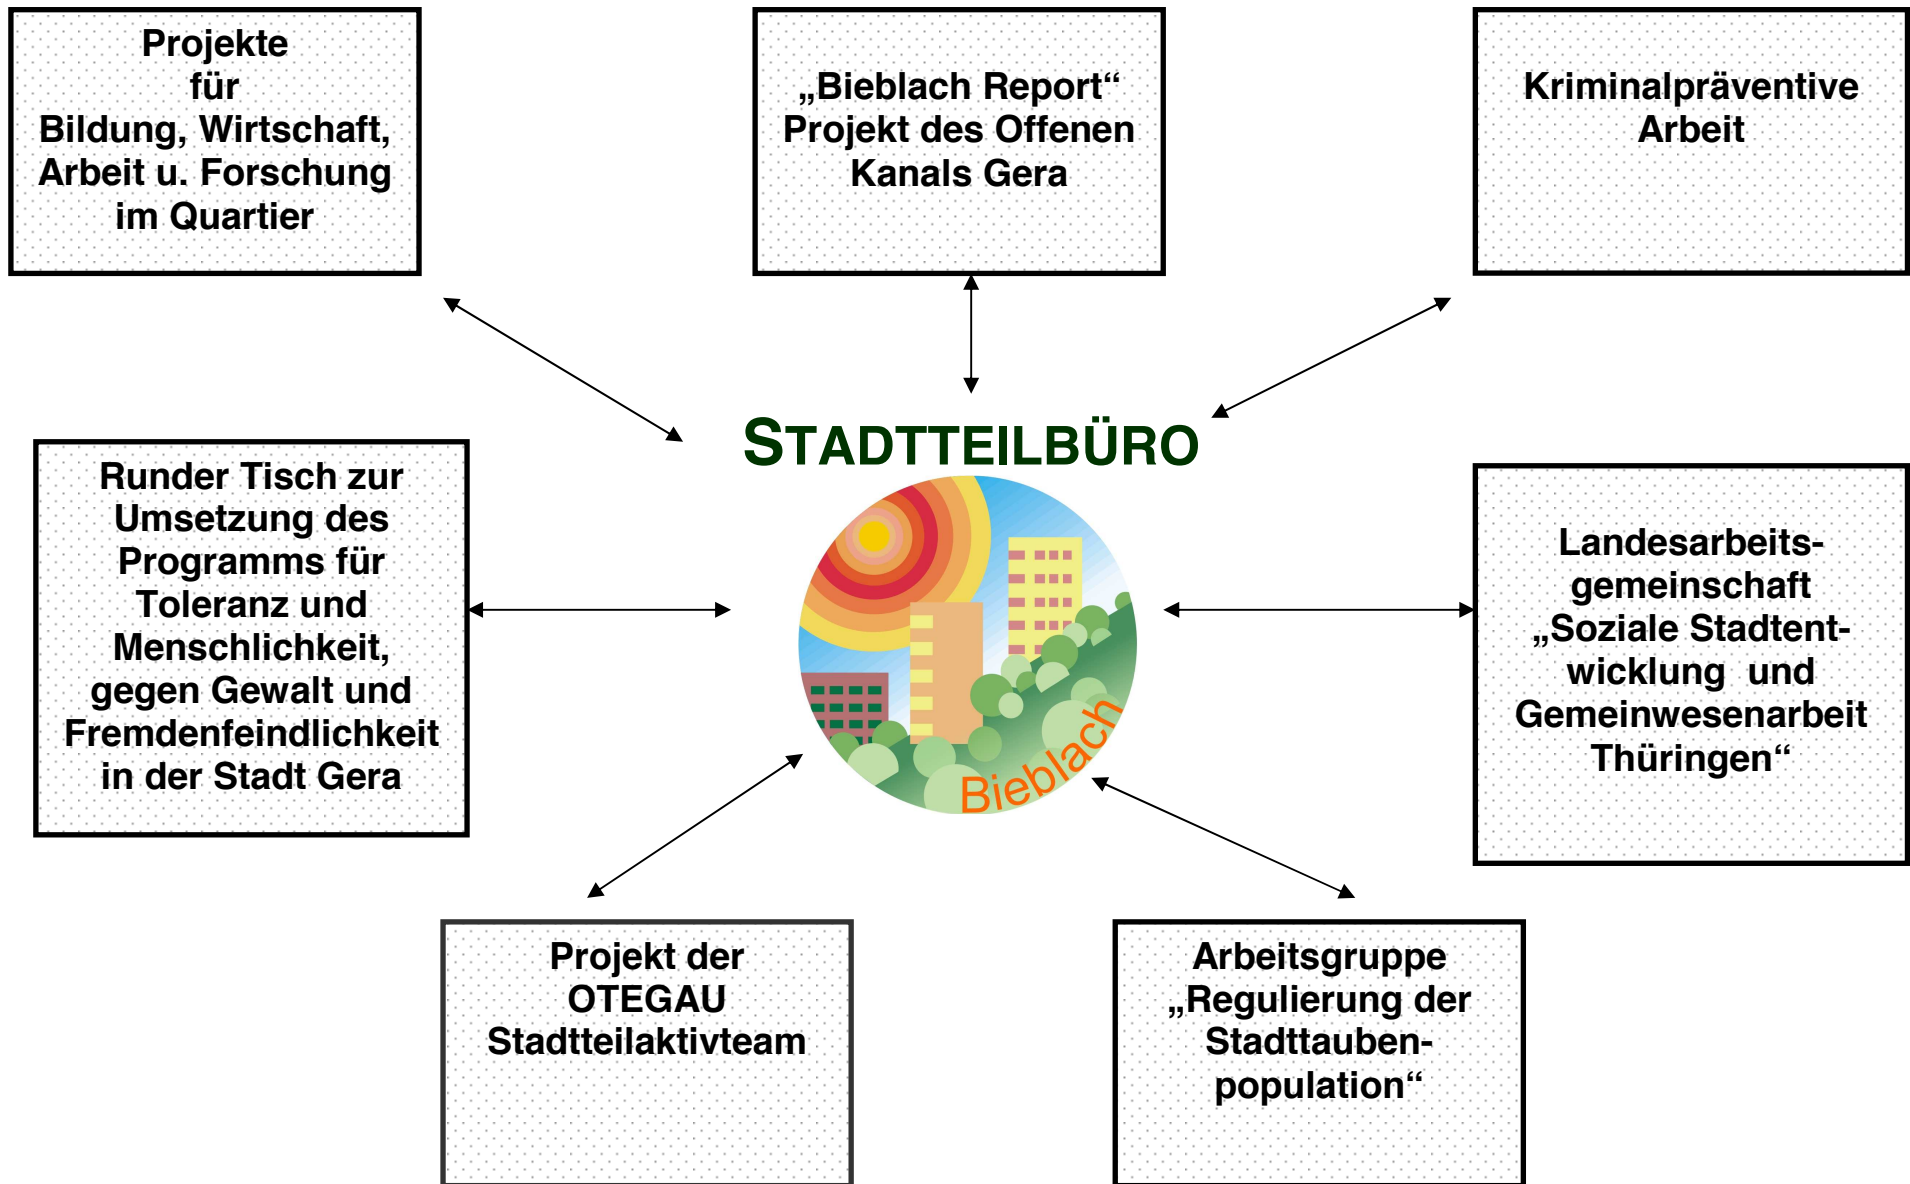 Projekte
für
Bildung, Wirtschaft,
Arbeit u. Forschung
im Quartier
„Bieblach Report“
Projekt des Offenen
Kanals Gera
Kriminalpräventive
Arbeit
STADTTEILBÜRO
Runder Tisch zur
Umsetzung des
Programms für
Toleranz und
Menschlichkeit,
gegen Gewalt und
Fremdenfeindlichkeit
in der Stadt Gera
Bieblach
Landesarbeits-
gemeinschaft
„Soziale Stadtent-
wicklung und
Gemeinwesenarbeit
Thüringen“
Projekt der
OTEGAU
Stadtteilaktivteam
Arbeitsgruppe
„Regulierung der
Stadttauben-
population“